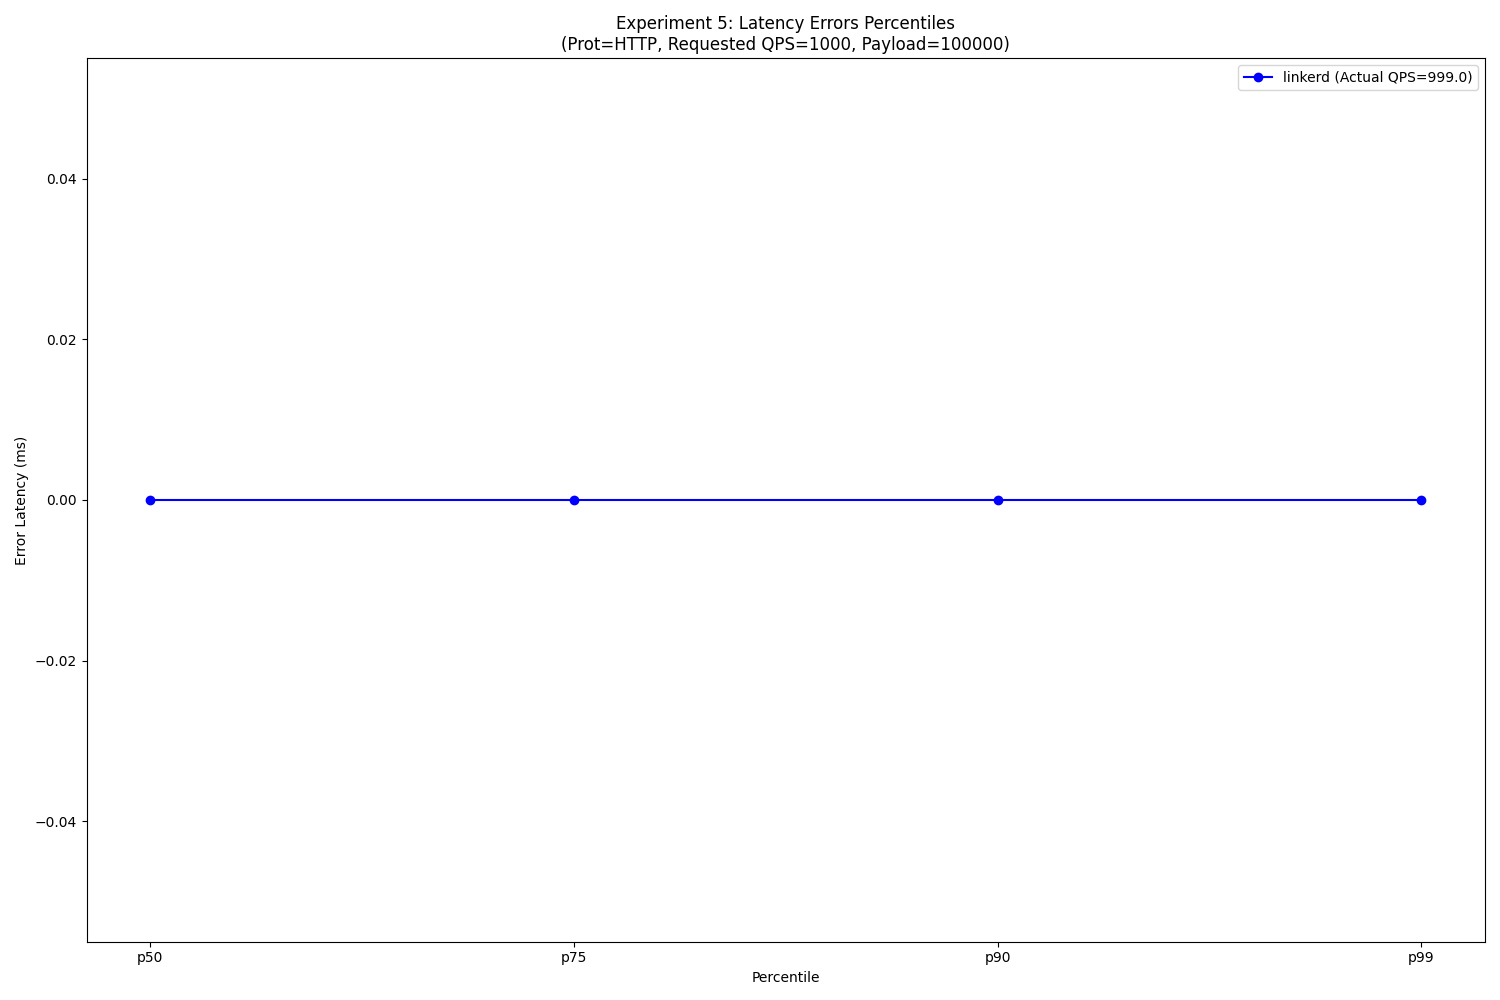 Experiment 5: Latency Errors Percentiles
(Prot=HTTP, Requested QPS=1000, Payload=100000)
linkerd (Actual QPS=999.0)
Error Latency (ms)
0.04
0.02
0.00
−0.02
−0.04
p50
p75
p90
p99
Percentile